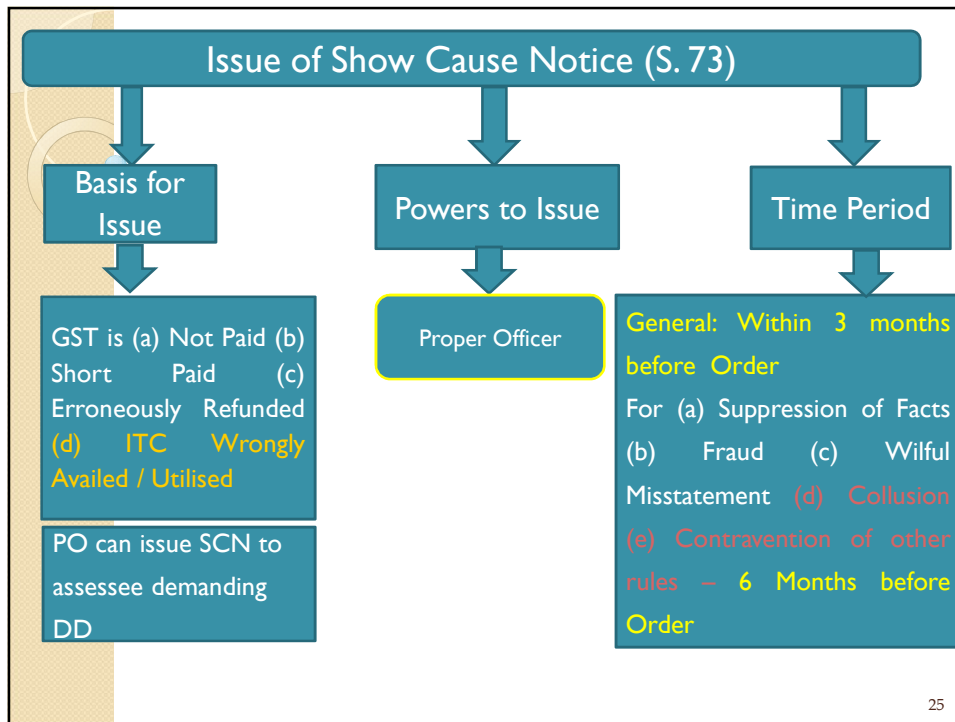 Issue of Show Cause Notice (S. 73)
Basis for
Issue
GST is (a) Not Paid (b)
Short Paid (c)
Erroneously Refunded
(d) ITC Wrongly
Availed / Utilised
PO can issue SCN to
assessee demanding
DD
Powers to Issue
Proper Officer
Time Period
General: Within 3 months
before Order
For (a) Suppression of Facts
(b) Fraud (c) Wilful
Misstatement (d) Collusion
(e) Contravention of other
rules – 6 Months before
Order
25